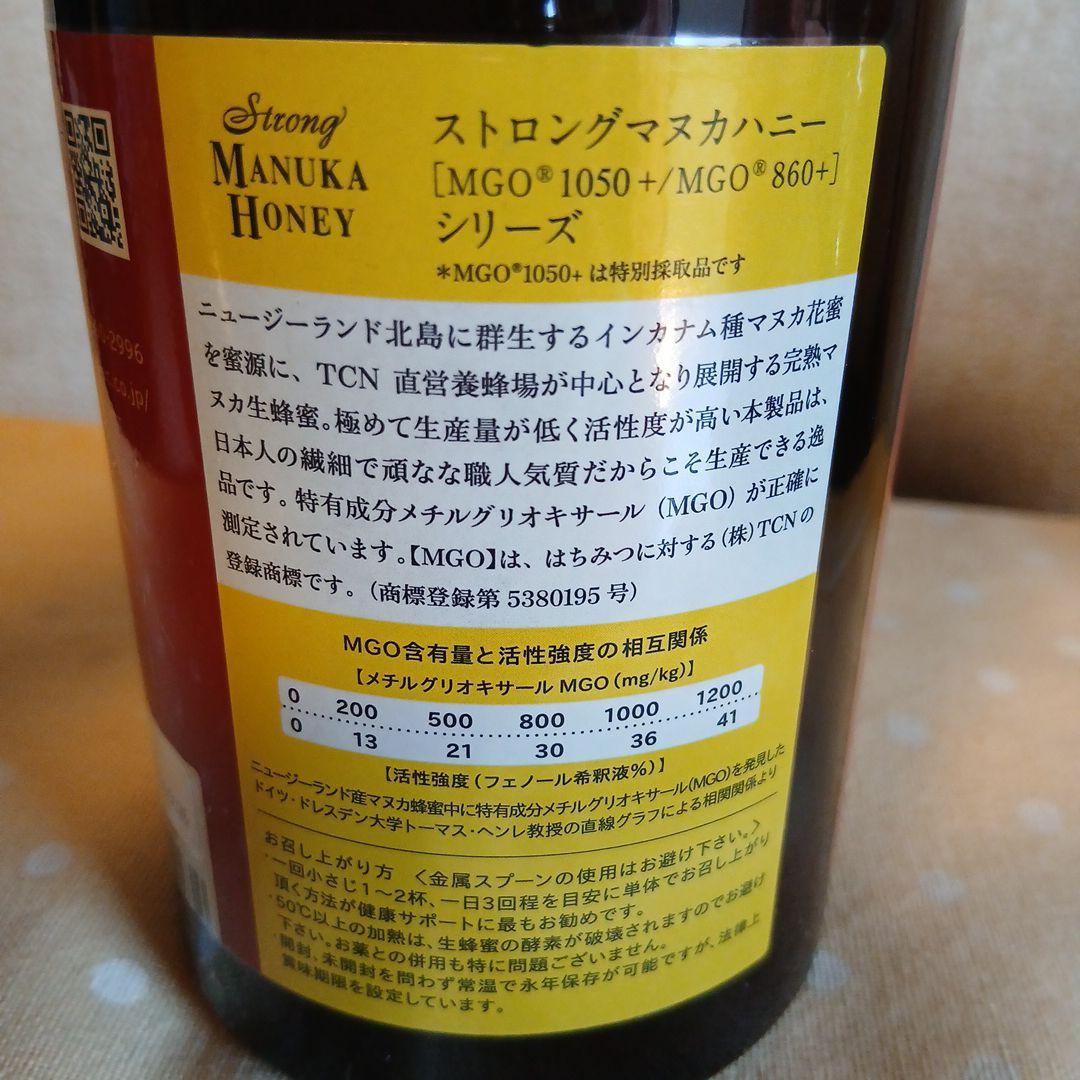 Strong
MANUKA
HONEY
ストロングマヌカハニー
[MGO®1050+/MGO®860+]
シリーズ
*MGO®1050+ は特別採取品です
-2996
.co.jp/
ニュージーランド北島に群生するインカナム種マヌカ花蜜
を蜜源に、TCN 直営養蜂場が中心となり展開する完熟マ
ヌカ生蜂蜜。極めて生産量が低く活性度が高い本製品は、
日本人の繊細で頑なな職人気質だからこそ生産できる逸
品です。特有成分メチルグリオキサール（MGO）が正確に
測定されています。【MGO】は、はちみつに対する(株)TCNの
登録商標です。（商標登録第 5380195 号）
MGO含有量と活性強度の相互関係
【メチルグリオキサール MGO（mg/kg）】
0 200 500 800 1000 1200
0 13 21 30 36 41
【活性強度（フェノール希釈液%）】
ニュージーランド産マヌカ蜂蜜中に特有成分メチルグリオキサール(MGO)を発見した
ドイツ・ドレスデン大学トーマス・ヘンレ教授の直線グラフによる相関関係より
お召し上がり方 〈金属スプーンの使用はお避け下さい。〉
・一回小さじ1～2杯、一日3回程を目安に単体でお召し上がり
頂く方法が健康サポートに最もお勧めです。
・50℃以上の加熱は、生蜂蜜の酵素が破壊されますのでお避け
下さい。お薬との併用も特に問題ございません。
・開封、未開封を問わず常温で永年保存が可能ですが、法律上
賞味期限を設定しています。